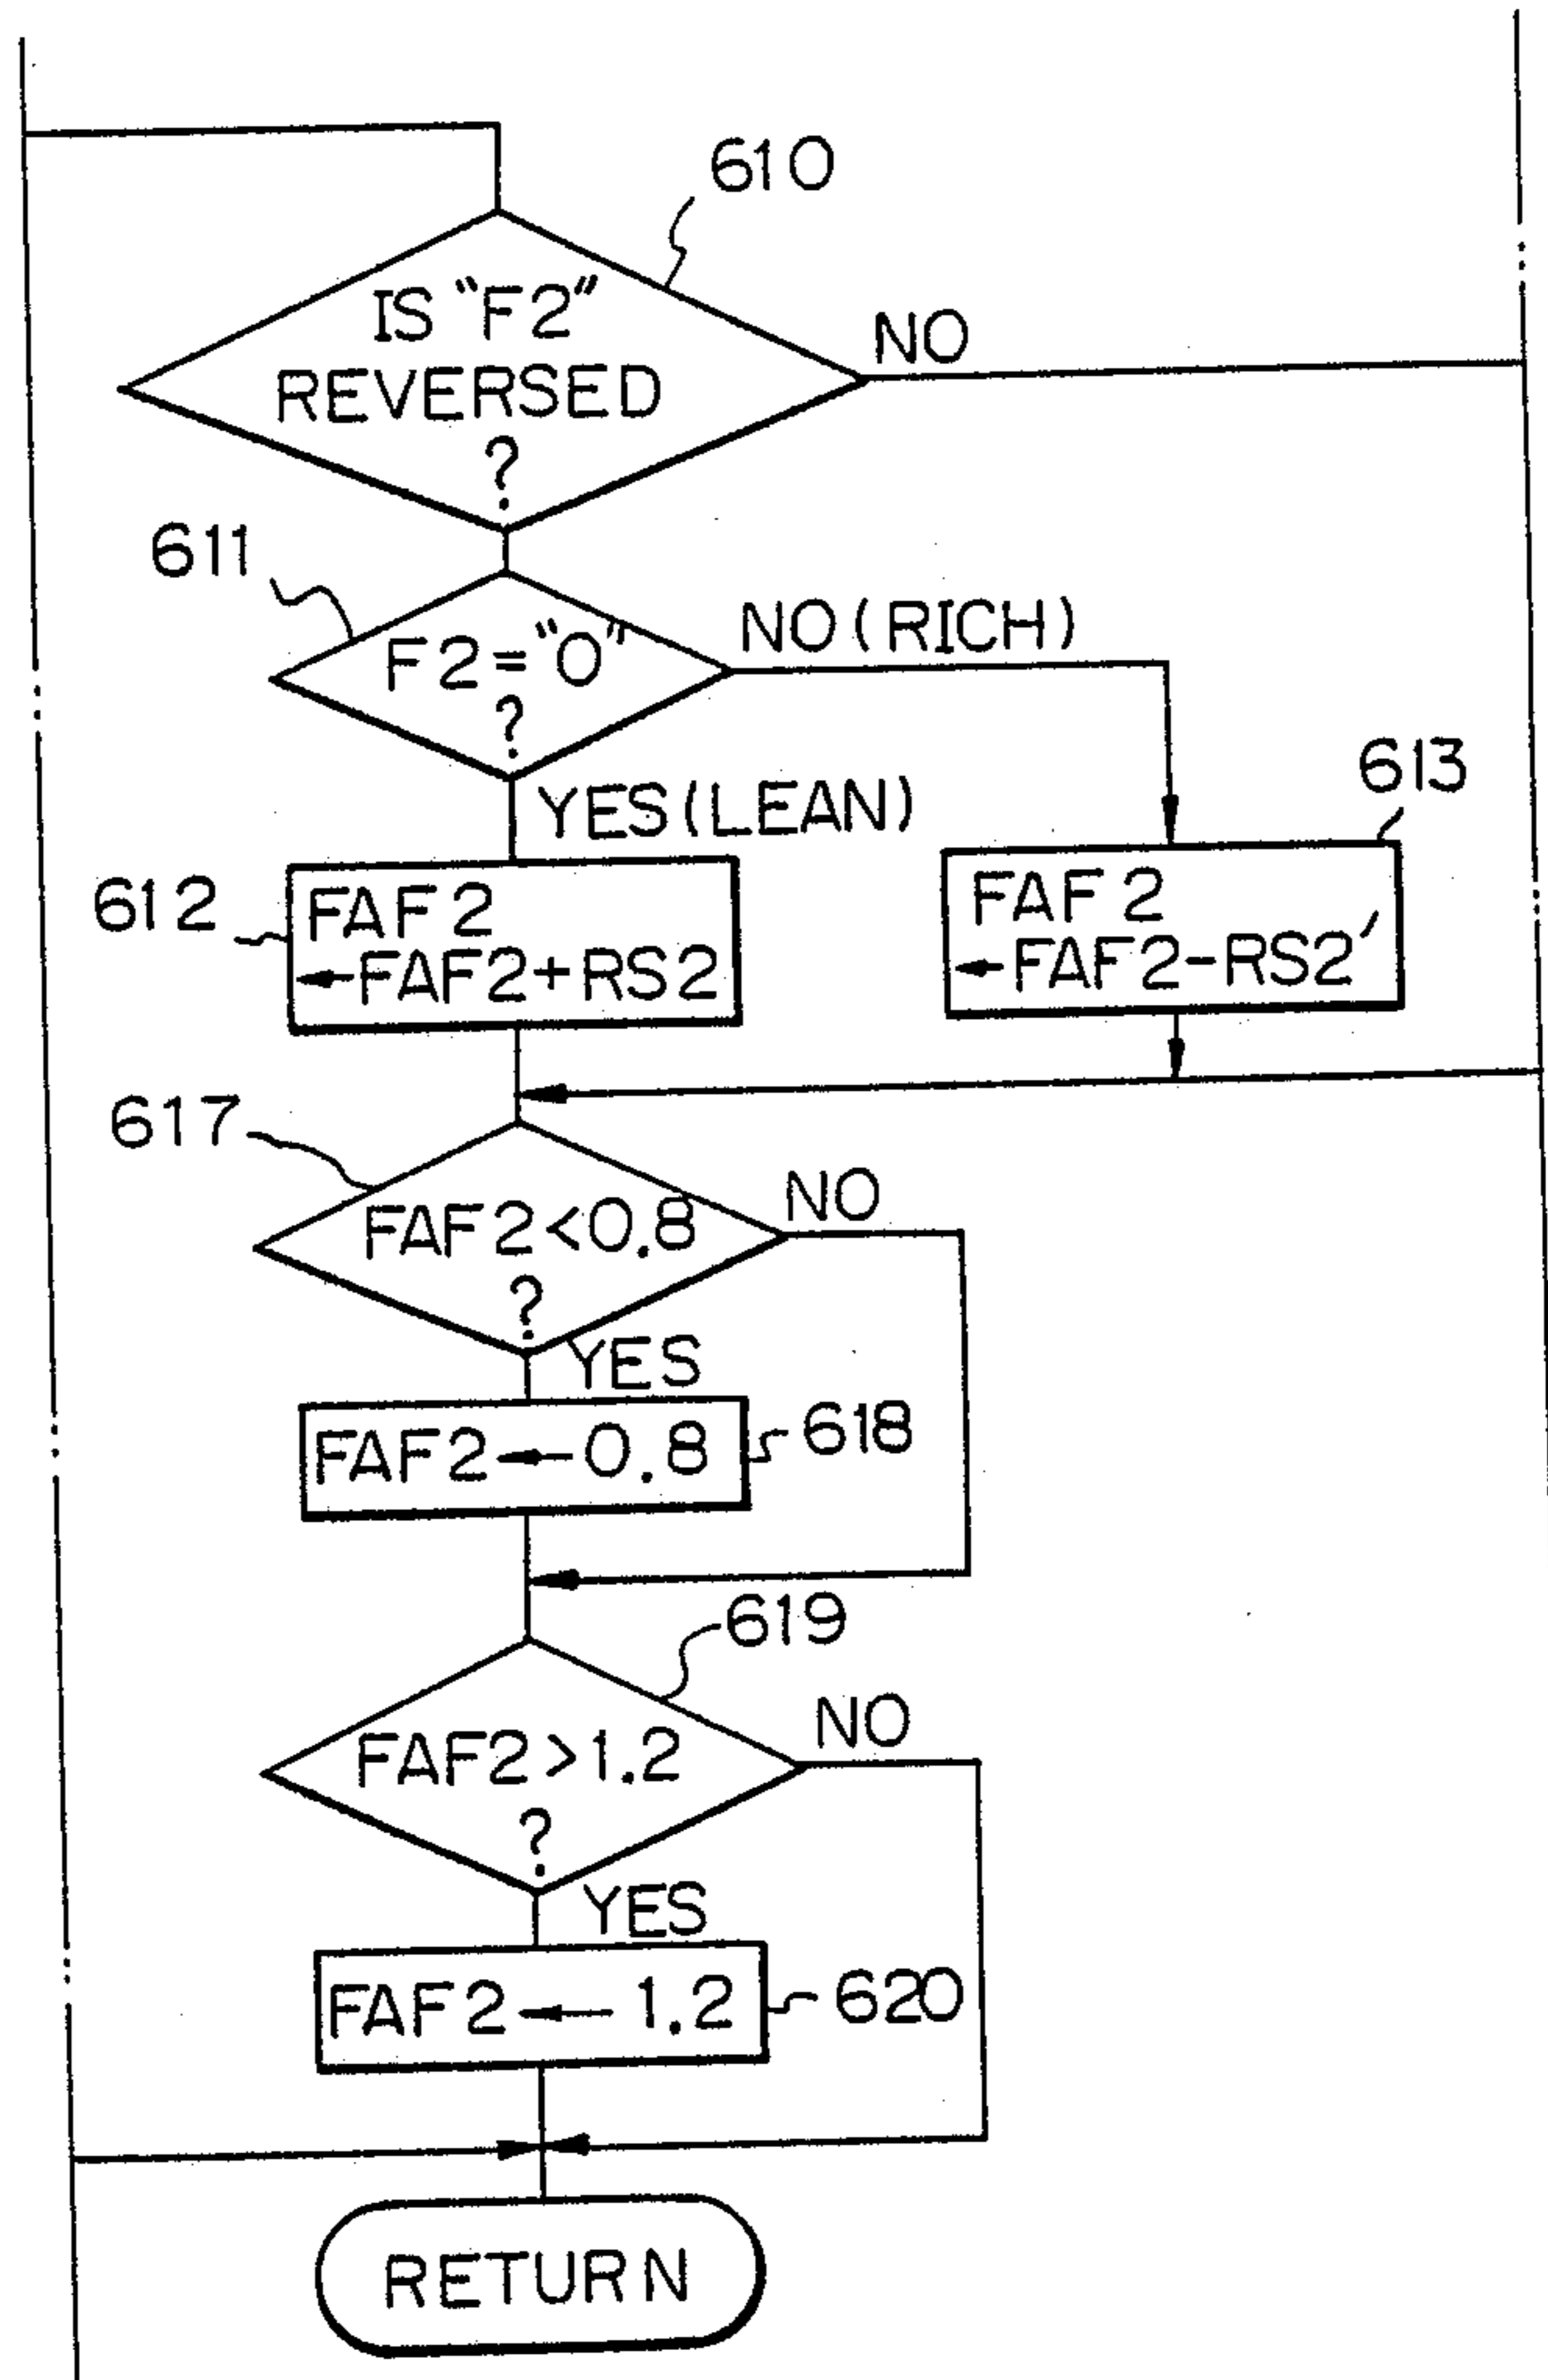 610
IS "F2"
REVERSED
?
NO
611
F2="0"
?
NO (RICH)
YES (LEAN)
612
FAF2
←FAF2+RS2
613
FAF2
←FAF2-RS2'
617
FAF2<0.8
?
NO
YES
FAF2←0.8
618
619
FAF2>1.2
?
NO
YES
FAF2←1.2
620
RETURN